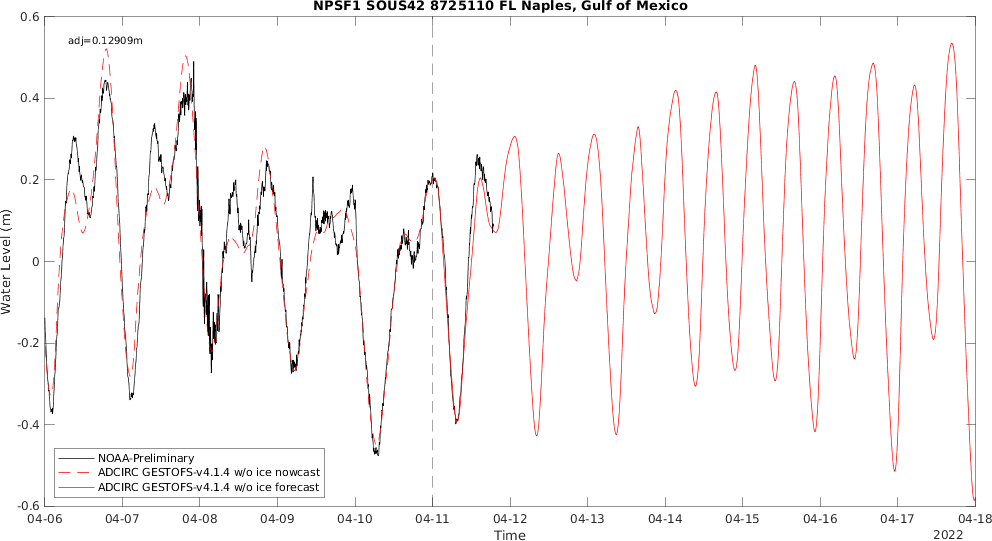 NPSF1 SOUS42 8725110 FL Naples, Gulf of Mexico
0.6
adj=0.12909m
0.4
0.2
0
-0.2
-0.4
-0.6
Water Level (m)
NOAA-Preliminary
ADCIRC GESTOFS-v4.1.4 w/o ice nowcast
ADCIRC GESTOFS-v4.1.4 w/o ice forecast
04-06 04-07 04-08 04-09 04-10 04-11 04-12 04-13 04-14 04-15 04-16 04-17 04-18
Time
2022